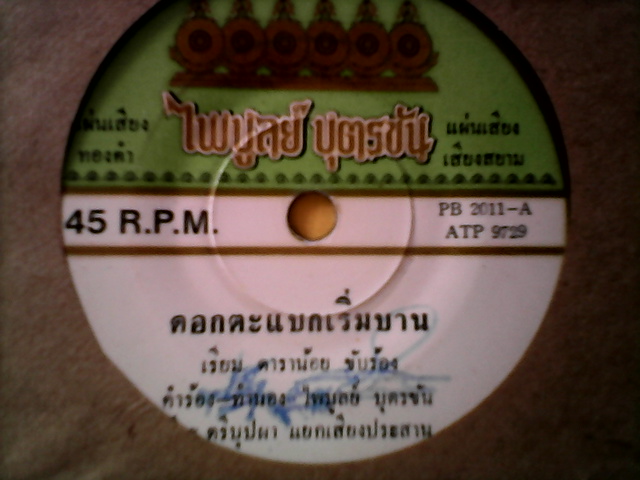 ไพบูลย์ บุตรขัน
แผ่นเสียง
ทองคำ
แผ่นเสียง
เสียงสยาม
45 R.P.M.
PB 2011-A
ATP 9729
ดอกตะแบกเริ่มบาน
เรียม ดาราน้อย ขับร้อง
คำร้อง ทำนอง ไพบูลย์ บุตรขัน
ตรีบุปผา แยกเสียงประสาน